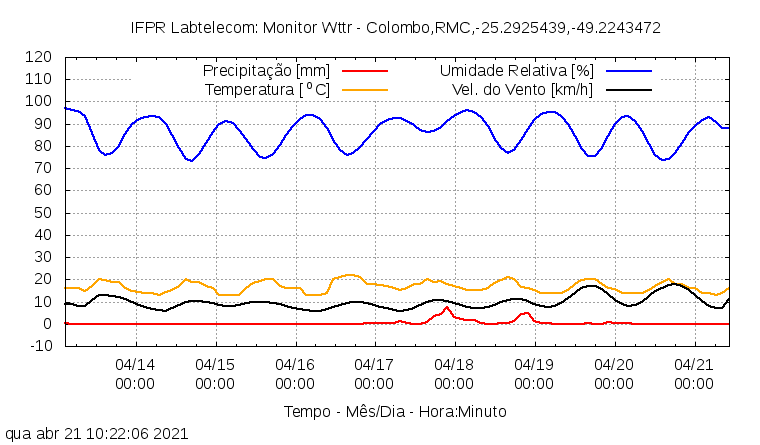 IFPR Labtelecom: Monitor Wttr - Colombo,RMC,-25.2925439,-49.2243472
Precipitação [mm]
Umidade Relativa [%]
Temperatura [ ⁰C]
Vel. do Vento [km/h]
120
110
100
90
80
70
60
50
40
30
20
10
0
-10
04/14 04/15 04/16 04/17 04/18 04/19 04/20 04/21
00:00 00:00 00:00 00:00 00:00 00:00 00:00 00:00
Tempo - Mês/Dia - Hora:Minuto
qua abr 21 10:22:06 2021